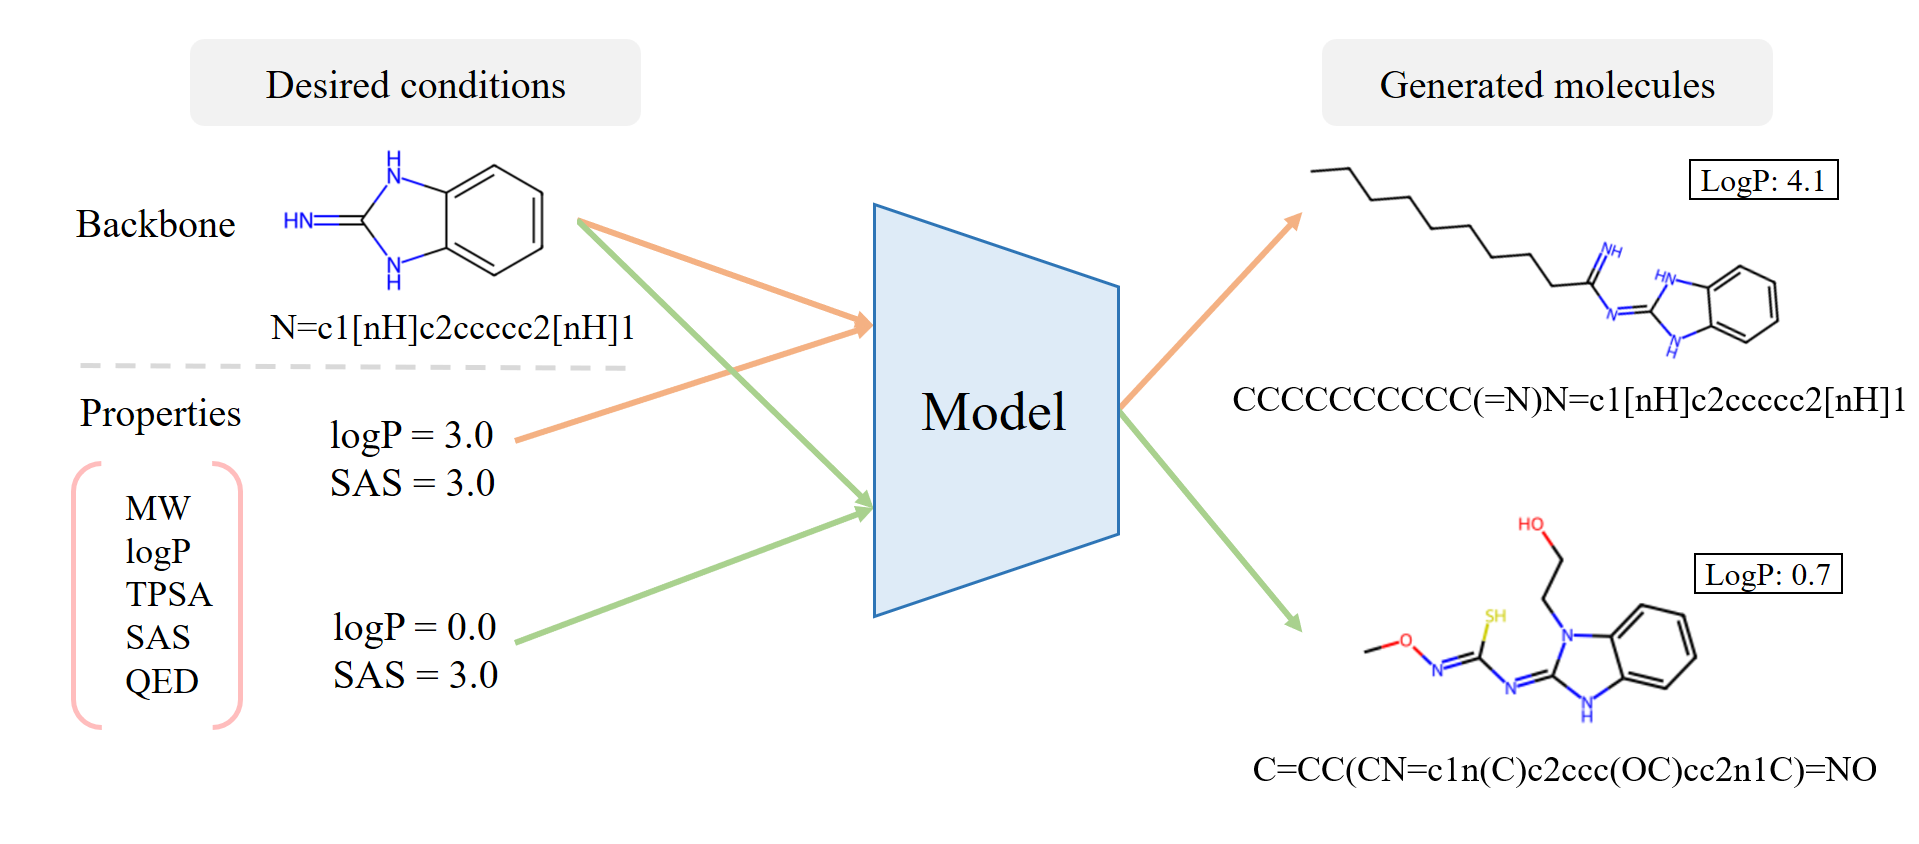 Desired conditions
Generated molecules
Backbone
H
N
HN
N
H
N=c1[nH]c2ccccc2[nH]1
Properties
MW
logP
TPSA
SAS
QED
logP = 3.0
SAS = 3.0
logP = 0.0
SAS = 3.0
Model
LogP: 4.1
NH
HN
N
N
H
CCCCCCCCCC(=N)N=c1[nH]c2ccccc2[nH]1
HO
LogP: 0.7
SH
O
N
N
N
N
H
C=CC(CN=c1n(C)c2ccc(OC)cc2n1C)=NO